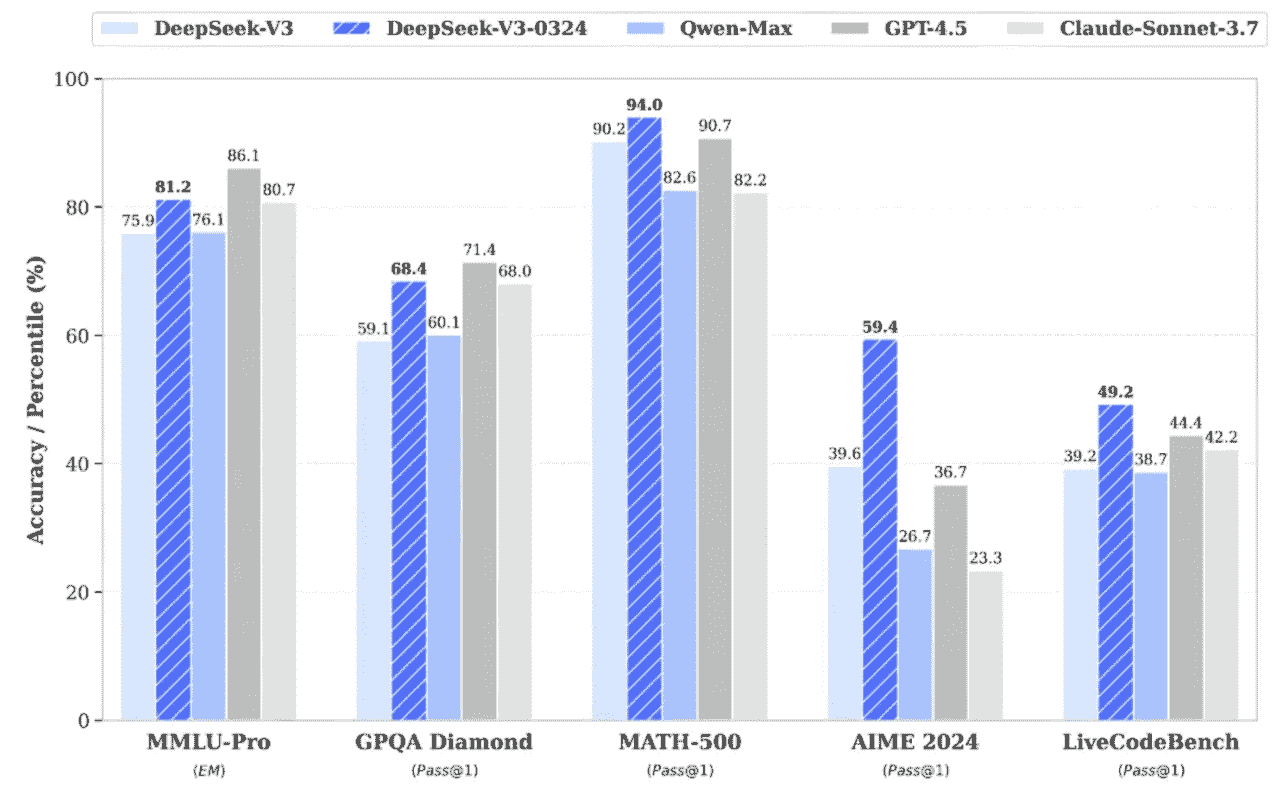 DeepSeek-V3 DeepSeek-V3-0324 Qwen-Max GPT-4.5 Claude-Sonnet-3.7
Accuracy / Percentile (%)
100
80
60
40
20
0
75.9 81.2 76.1 86.1 80.7
59.1 68.4 60.1 71.4 68.0
90.2 94.0 82.6 90.7 82.2
39.6 59.4 26.7 36.7 23.3
39.2 49.2 38.7 44.4 42.2
MMLU-Pro GPQA Diamond MATH-500 AIME 2024 LiveCodeBench
(EM) (Pass@1) (Pass@1) (Pass@1) (Pass@1)